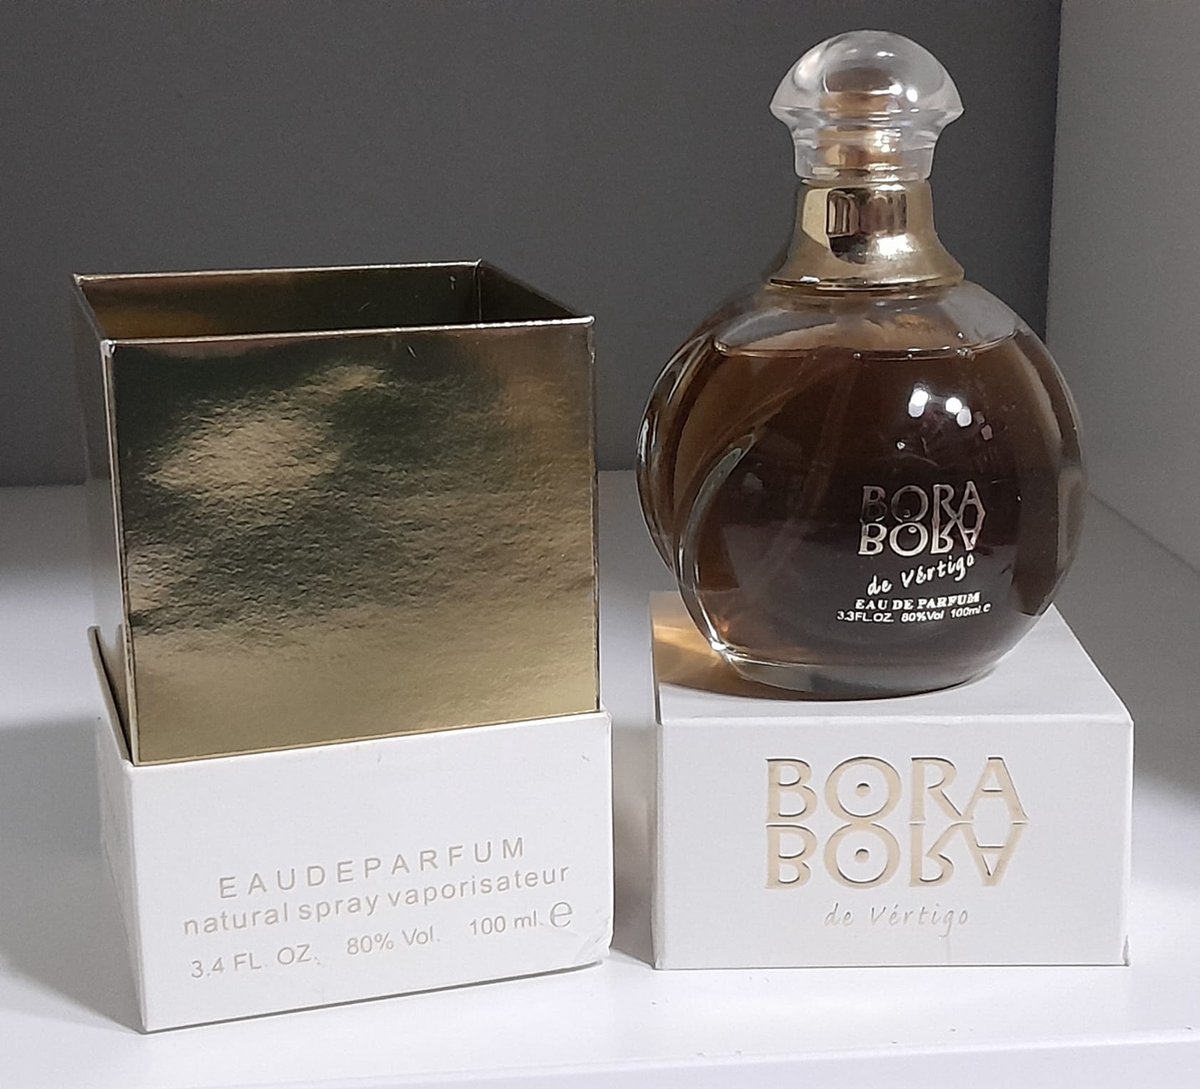 BORA
BORA
de Vértigo
EAU DE PARFUM
3.3FL.OZ. 80%Vol 100ml.e
BORA
BORA
de Vértigo
EAUDEPARFUM
natural spray vaporisateur
3.4 FL. OZ. 80% Vol. 100 ml. e